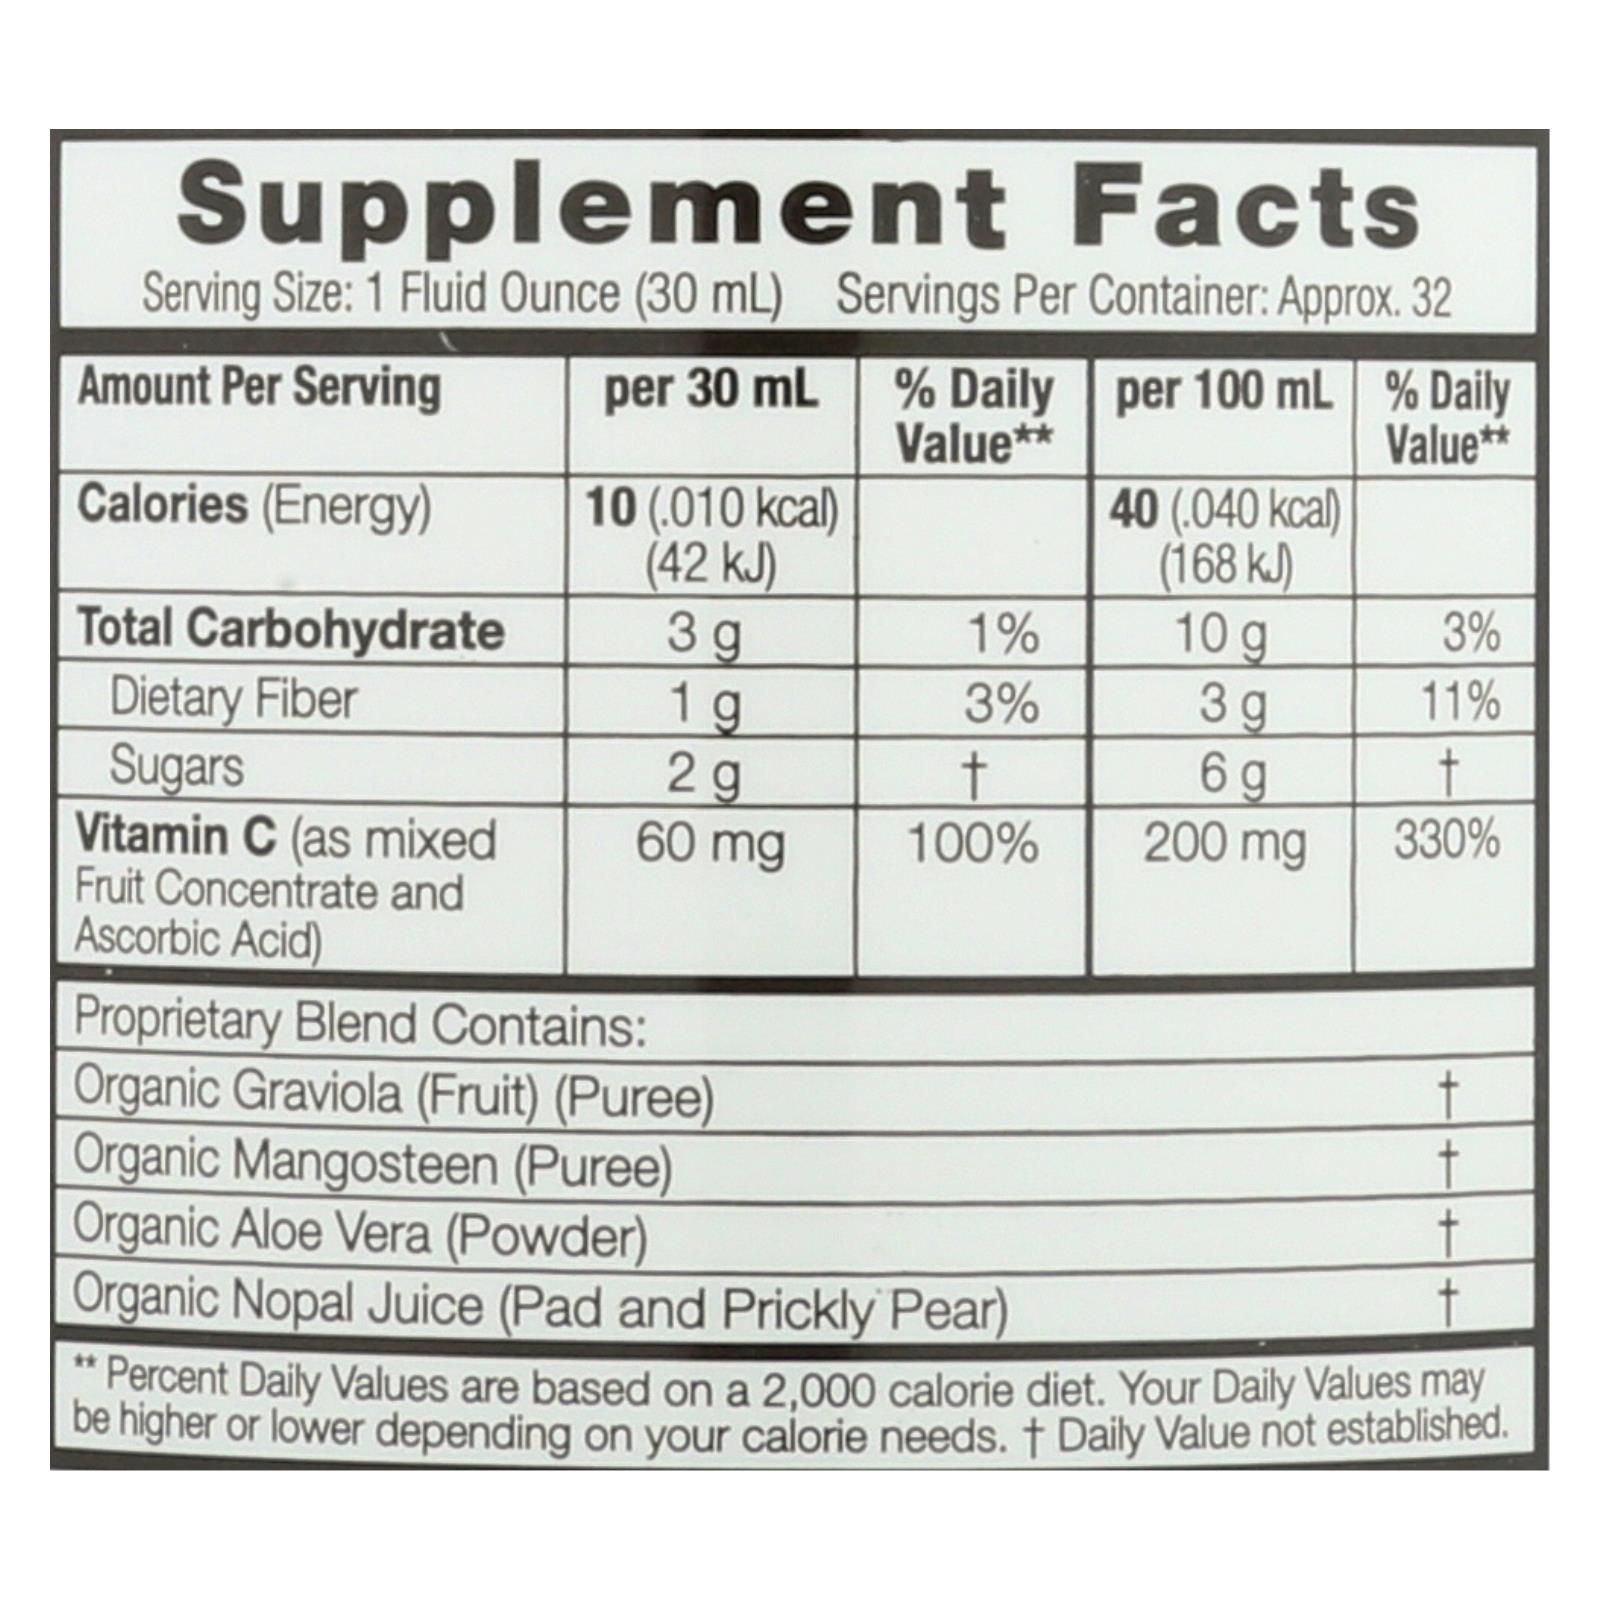 Supplement Facts
Serving Size: 1 Fluid Ounce (30 mL) Servings Per Container: Approx. 32
Amount Per Serving per 30 mL % Daily Value** per 100 mL % Daily Value**
Calories (Energy) 10 (.010 kcal) (42 kJ) 40 (.040 kcal) (168 kJ)
Total Carbohydrate 3 g 1% 10 g 3%
Dietary Fiber 1 g 3% 3 g 11%
Sugars 2 g † 6 g †
Vitamin C (as mixed 60 mg 100% 200 mg 330%
Fruit Concentrate and
Ascorbic Acid)
Proprietary Blend Contains:
Organic Graviola (Fruit) (Puree) †
Organic Mangosteen (Puree) †
Organic Aloe Vera (Powder) †
Organic Nopal Juice (Pad and Prickly Pear) †
** Percent Daily Values are based on a 2,000 calorie diet. Your Daily Values may
be higher or lower depending on your calorie needs. † Daily Value not established.